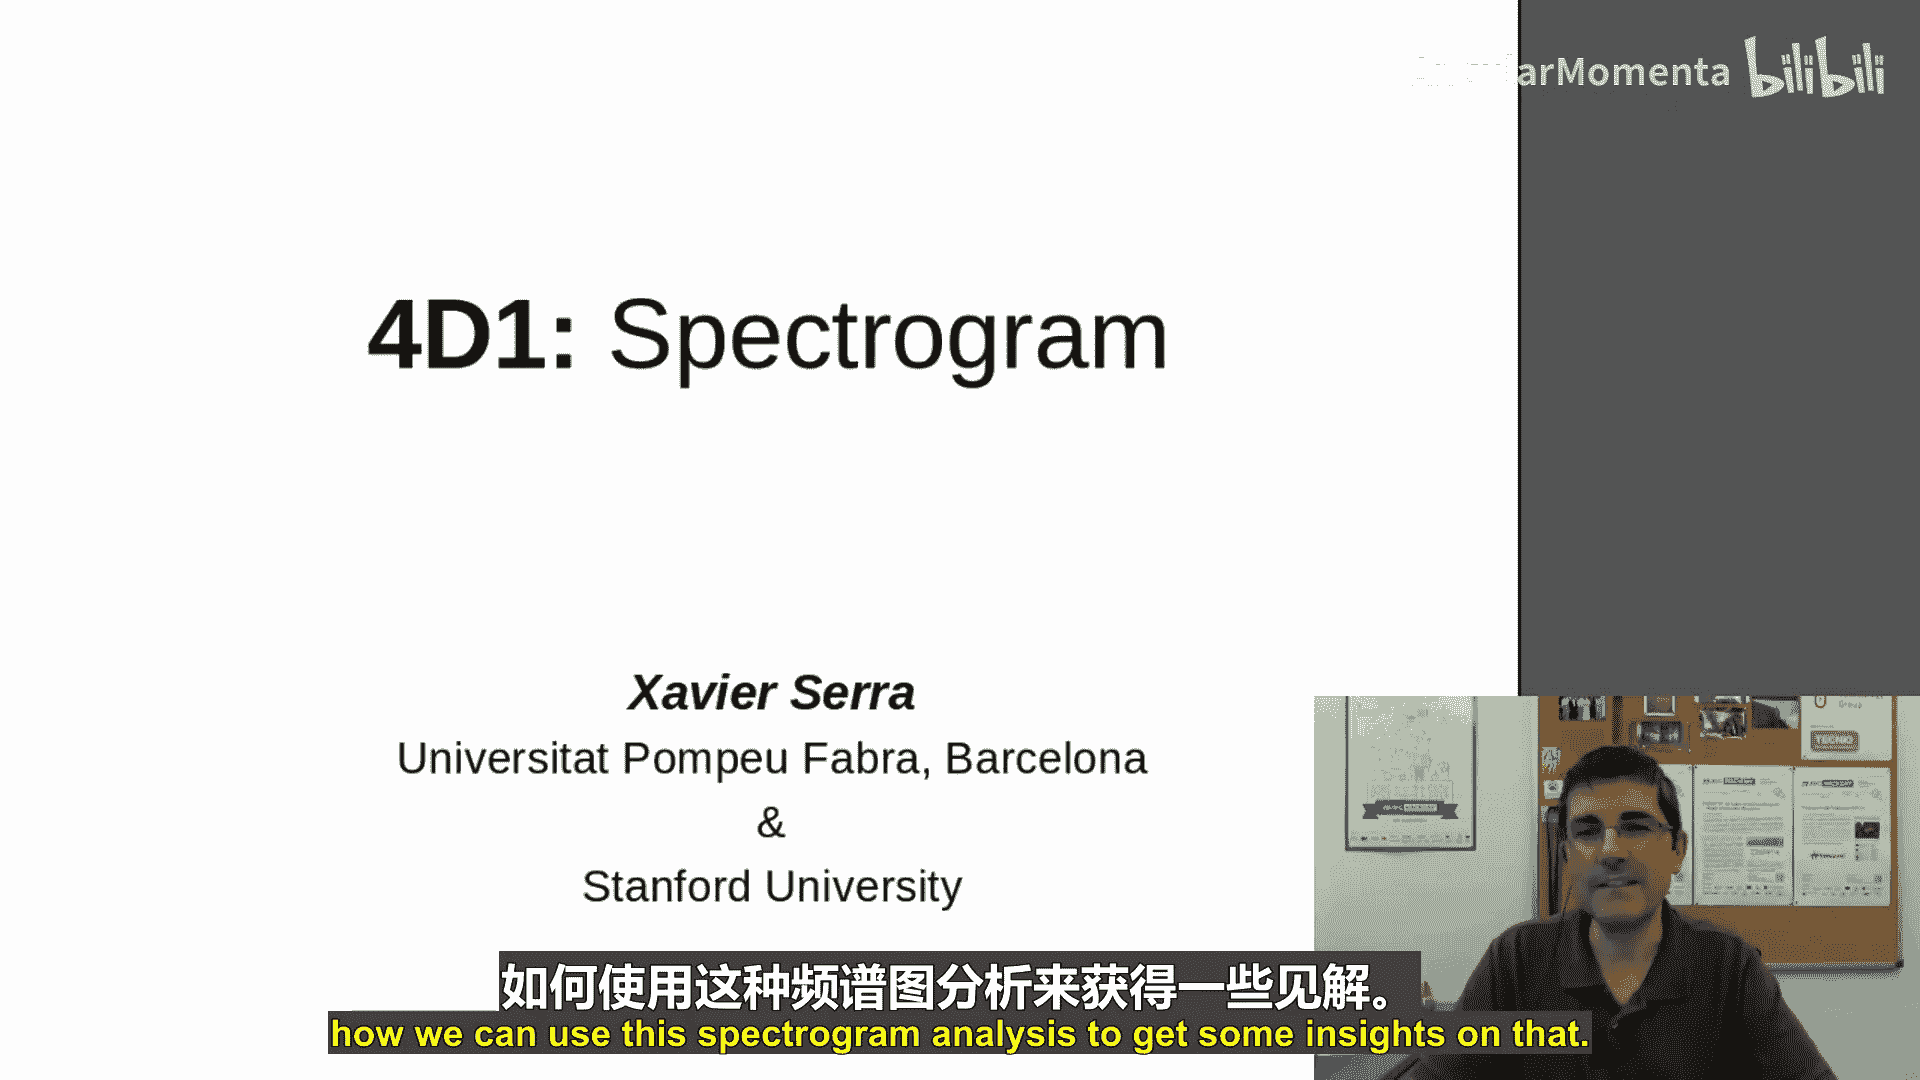 arMomenta bilibili
4D1: Spectrogram
Xavier Serra
Universitat Pompeu Fabra, Barcelona
&
Stanford University
Group
如何使用这种频谱图分析来获得一些见解。
how we can use this spectrogram analysis to get some insights on that.